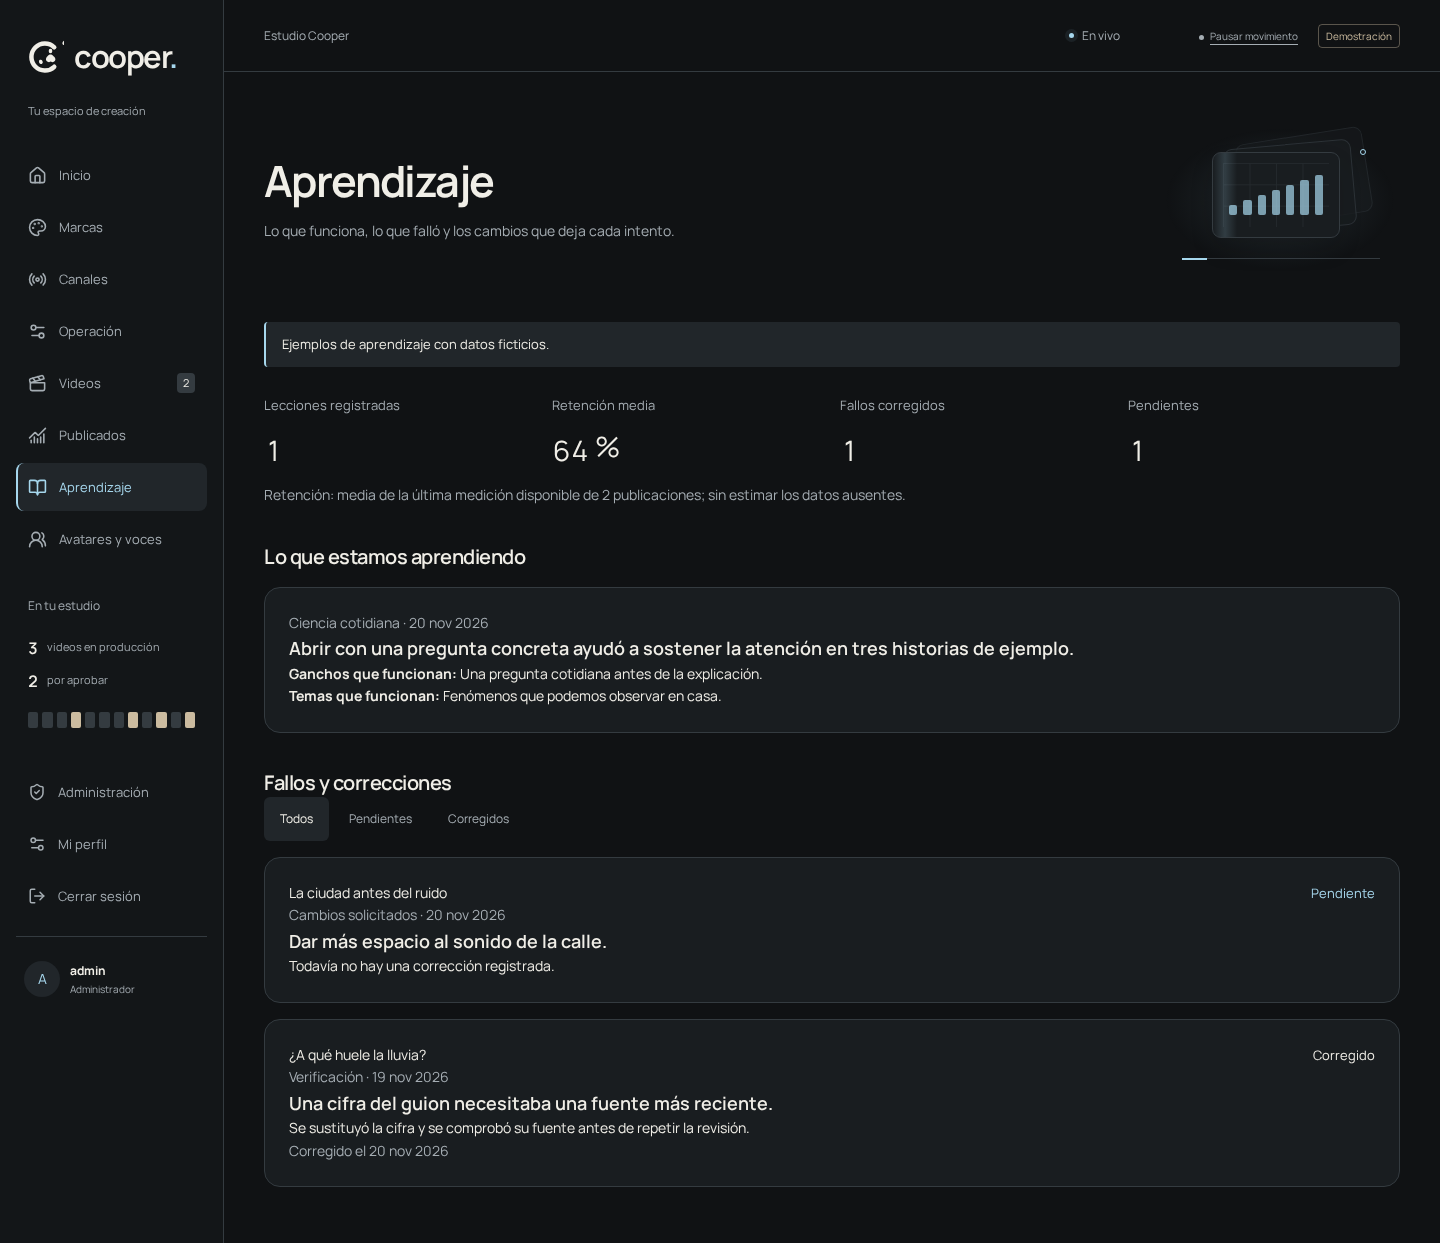 cooper.
Tu espacio de creación
Inicio
Marcas
Canales
Operación
Videos 2
Publicados
Aprendizaje
Avatares y voces
En tu estudio
3 videos en producción
2 por aprobar
Administración
Mi perfil
Cerrar sesión
A
admin
Administrador
Estudio Cooper
En vivo
Pausar movimiento
Demostración
Aprendizaje
Lo que funciona, lo que falló y los cambios que deja cada intento.
Ejemplos de aprendizaje con datos ficticios.
Lecciones registradas
1
Retención media
64 %
Fallos corregidos
1
Pendientes
1
Retención: media de la última medición disponible de 2 publicaciones; sin estimar los datos ausentes.
Lo que estamos aprendiendo
Ciencia cotidiana · 20 nov 2026
Abrir con una pregunta concreta ayudó a sostener la atención en tres historias de ejemplo.
Ganchos que funcionan: Una pregunta cotidiana antes de la explicación.
Temas que funcionan: Fenómenos que podemos observar en casa.
Fallos y correcciones
Todos Pendientes Corregidos
La ciudad antes del ruido Pendiente
Cambios solicitados · 20 nov 2026
Dar más espacio al sonido de la calle.
Todavía no hay una corrección registrada.
¿A qué huele la lluvia? Corregido
Verificación · 19 nov 2026
Una cifra del guion necesitaba una fuente más reciente.
Se sustituyó la cifra y se comprobó su fuente antes de repetir la revisión.
Corregido el 20 nov 2026